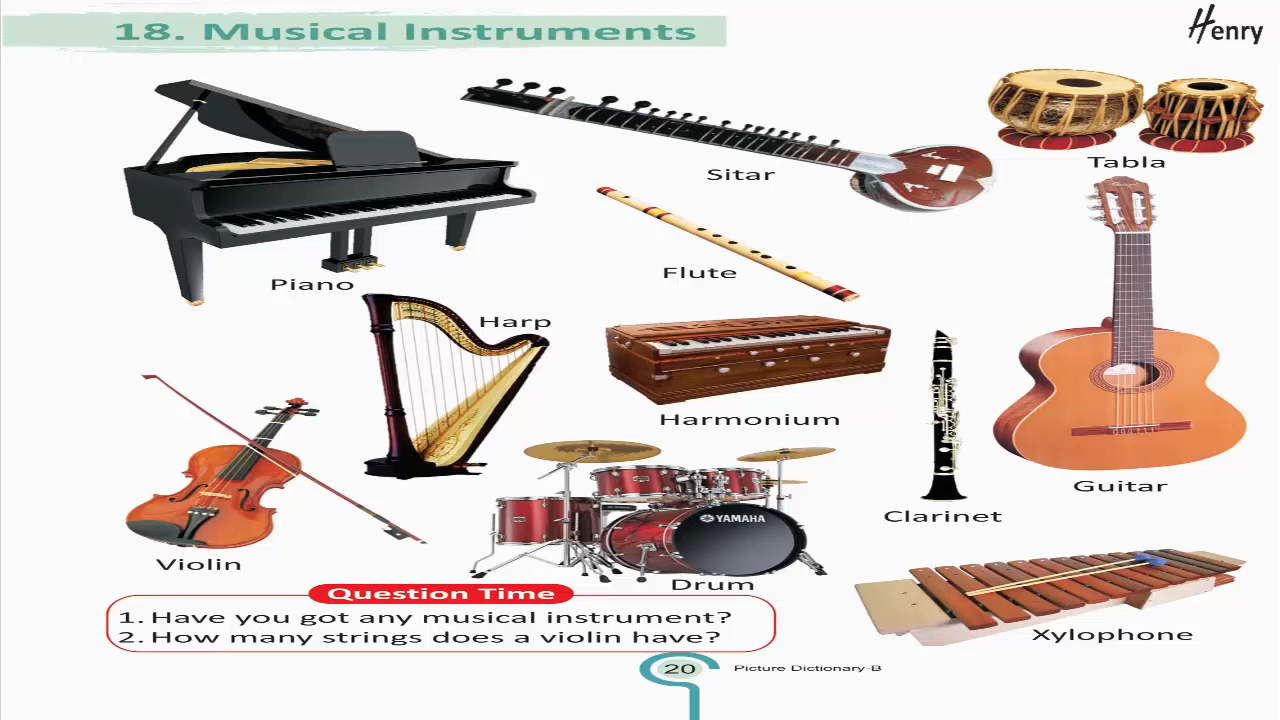 18. Musical Instruments
Henry
Tabla
Sitar
Flute
Piano
Harp
Harmonium
Guitar
Clarinet
YAMAHA
Violin
Drum
Xylophone
Question Time
1. Have you got any musical instrument?
2. How many strings does a violin have?
20
Picture Dictionary-B